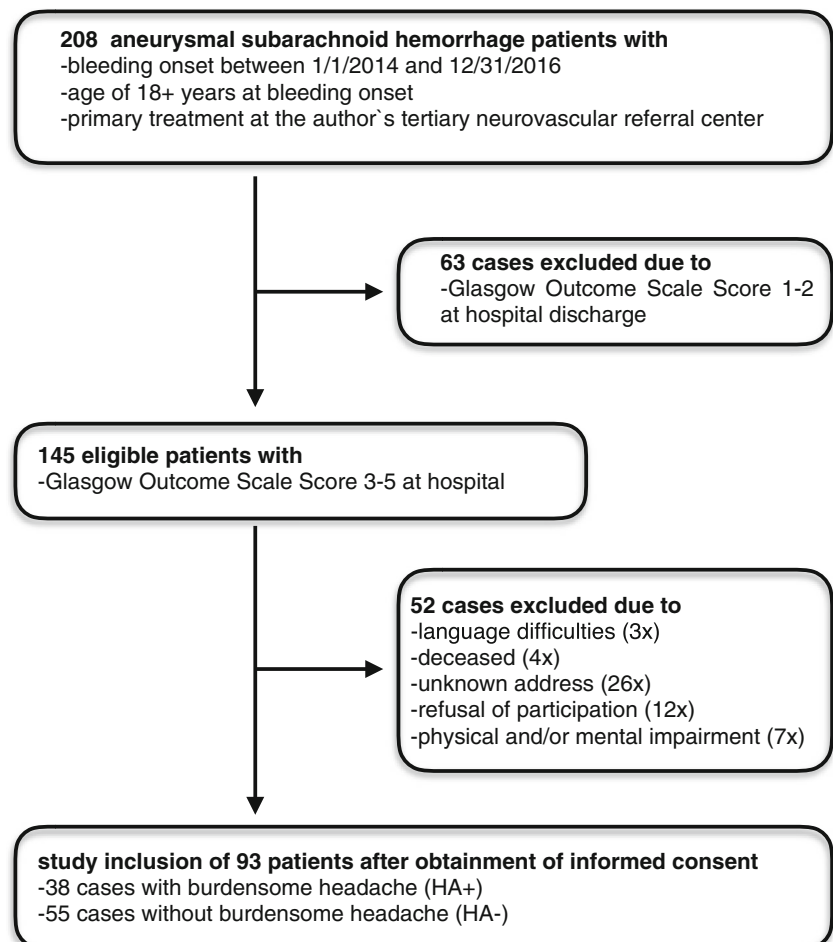 208 aneurysmal subarachnoid hemorrhage patients with
-bleeding onset between 1/1/2014 and 12/31/2016
-age of 18+ years at bleeding onset
-primary treatment at the author`s tertiary neurovascular referral center
63 cases excluded due to
-Glasgow Outcome Scale Score 1-2
at hospital discharge
145 eligible patients with
-Glasgow Outcome Scale Score 3-5 at hospital
52 cases excluded due to
-language difficulties (3x)
-deceased (4x)
-unknown address (26x)
-refusal of participation (12x)
-physical and/or mental impairment (7x)
study inclusion of 93 patients after obtainment of informed consent
-38 cases with burdensome headache (HA+)
-55 cases without burdensome headache (HA-)